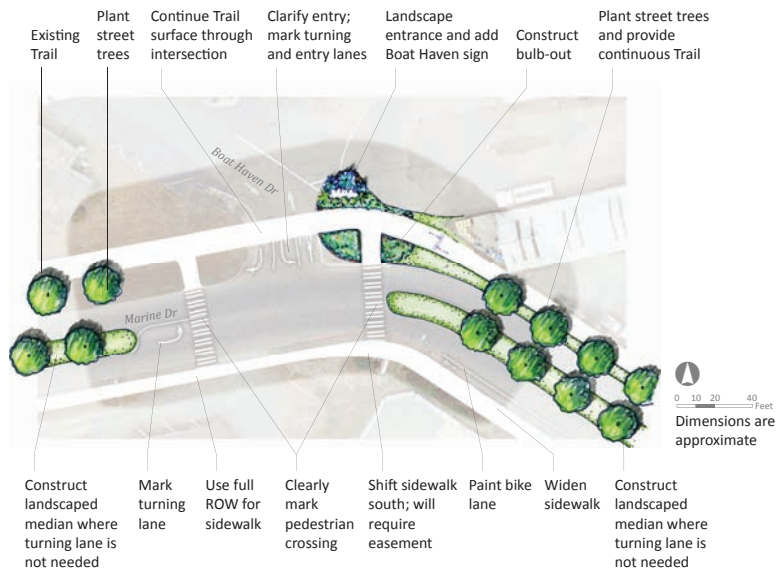 Existing
Trail
Plant
street
trees
Continue Trail
surface through
intersection
Clarify entry;
mark turning
and entry lanes
Landscape
entrance and add
Boat Haven sign
Construct
bulb-out
Plant street trees
and provide
continuous Trail
Boat Haven Dr
Marine Dr
0 10 20 40
Feet
Dimensions are
approximate
Construct
landscaped
median where
turning lane is
not needed
Mark
turning
lane
Use full
ROW for
sidewalk
Clearly
mark
pedestrian
crossing
Shift sidewalk
south; will
require
easement
Paint bike
lane
Widen
sidewalk
Construct
landscaped
median where
turning lane is
not needed